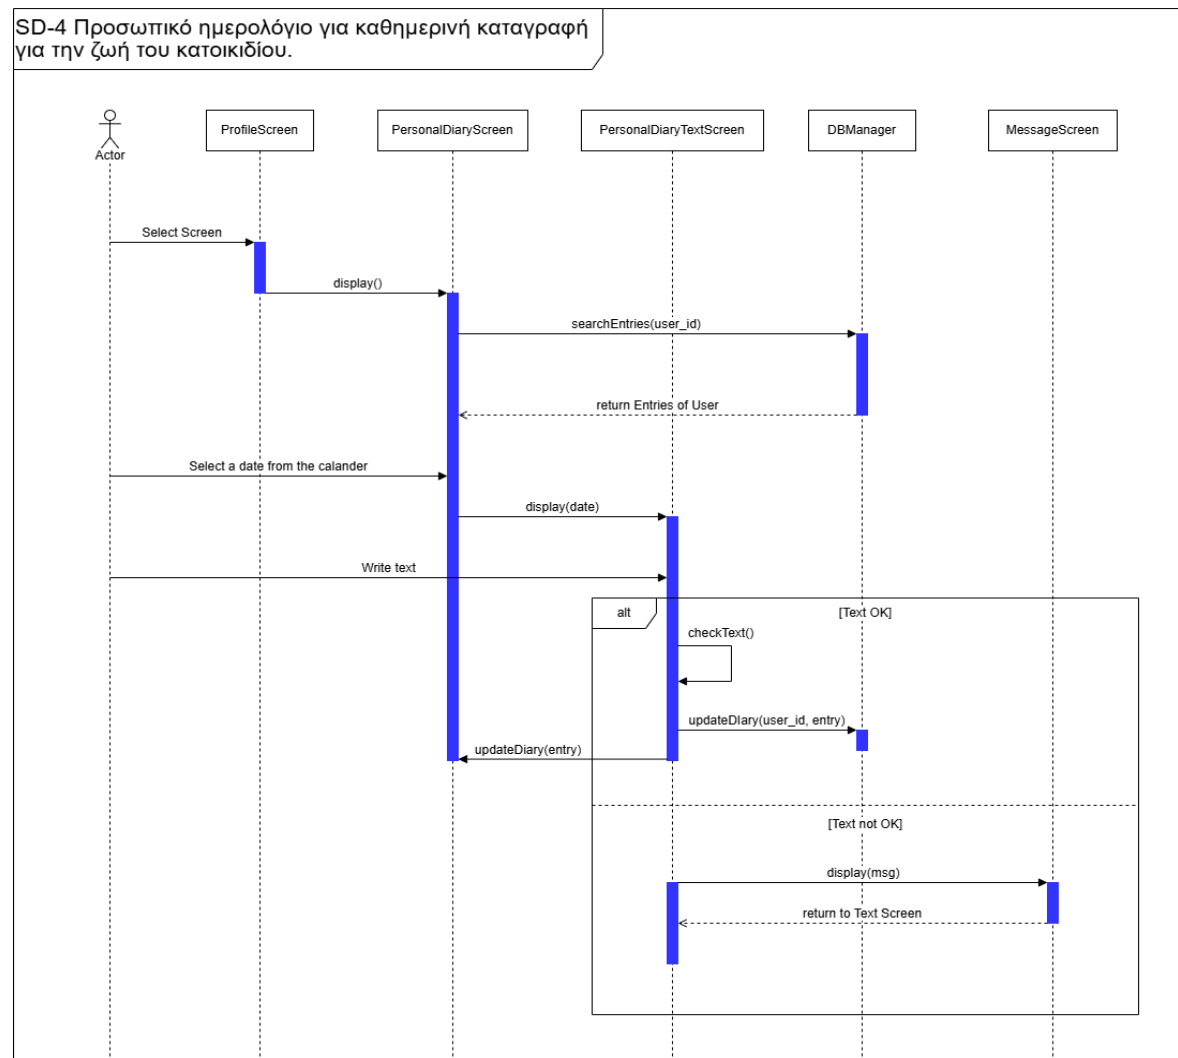 SD-4 Προσωπικό ημερολόγιο για καθημερινή καταγραφή
για την ζωή του κατοικιδίου.
Actor
ProfileScreen
PersonalDiaryScreen
PersonalDiaryTextScreen
DBManager
MessageScreen
Select Screen
display()
searchEntries(user_id)
return Entries of User
Select a date from the calander
display(date)
Write text
alt
[Text OK]
checkText()
updateDIary(user_id, entry)
updateDiary(entry)
[Text not OK]
display(msg)
return to Text Screen